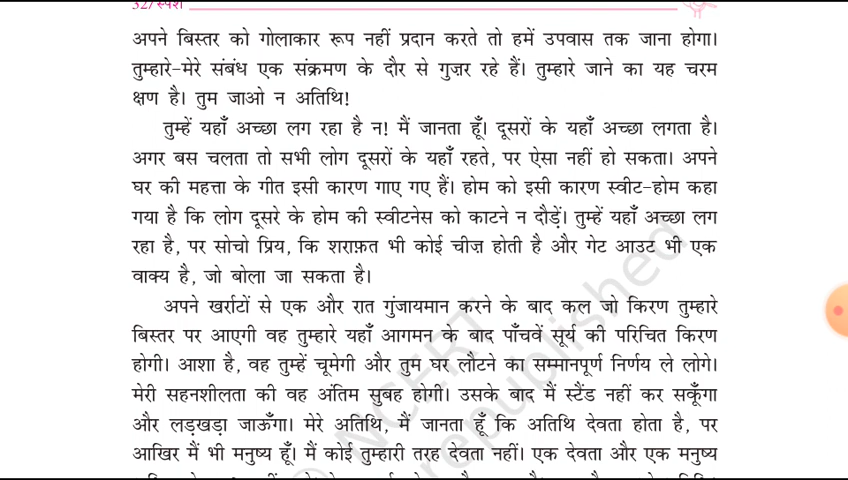 32/स्पर्श
अपने बिस्तर को गोलाकार रूप नहीं प्रदान करते तो हमें उपवास तक जाना होगा।
तुम्हारे-मेरे संबंध एक संक्रमण के दौर से गुज़र रहे हैं। तुम्हारे जाने का यह चरम
क्षण है। तुम जाओ न अतिथि!
तुम्हें यहाँ अच्छा लग रहा है न! मैं जानता हूँ। दूसरों के यहाँ अच्छा लगता है।
अगर बस चलता तो सभी लोग दूसरों के यहाँ रहते, पर ऐसा नहीं हो सकता। अपने
घर की महत्ता के गीत इसी कारण गाए गए हैं। होम को इसी कारण स्वीट-होम कहा
गया है कि लोग दूसरे के होम की स्वीटनेस को काटने न दौड़ें। तुम्हें यहाँ अच्छा लग
रहा है, पर सोचो प्रिय, कि शराफ़त भी कोई चीज़ होती है और गेट आउट भी एक
वाक्य है, जो बोला जा सकता है।
अपने खर्राटों से एक और रात गुंजायमान करने के बाद कल जो किरण तुम्हारे
बिस्तर पर आएगी वह तुम्हारे यहाँ आगमन के बाद पाँचवें सूर्य की परिचित किरण
होगी। आशा है, वह तुम्हें चूमेगी और तुम घर लौटने का सम्मानपूर्ण निर्णय ले लोगे।
मेरी सहनशीलता की वह अंतिम सुबह होगी। उसके बाद मैं स्टैंड नहीं कर सकूँगा
और लड़खड़ा जाऊँगा। मेरे अतिथि, मैं जानता हूँ कि अतिथि देवता होता है, पर
आखिर मैं भी मनुष्य हूँ। मैं कोई तुम्हारी तरह देवता नहीं। एक देवता और एक मनुष्य
© NCERT
republished